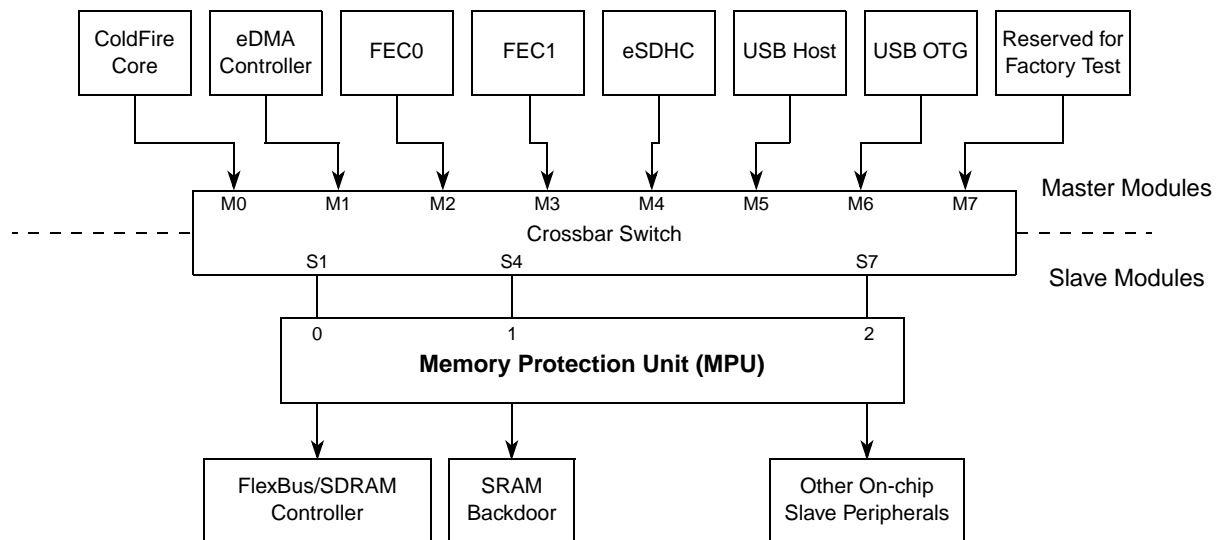 ColdFire
Core
eDMA
Controller
FEC0
FEC1
eSDHC
USB Host
USB OTG
Reserved for
Factory Test
Master Modules
M0 M1 M2 M3 M4 M5 M6 M7
Crossbar Switch
S1 S4 S7
Slave Modules
0 1 2
Memory Protection Unit (MPU)
FlexBus/SDRAM
Controller
SRAM
Backdoor
Other On-chip
Slave Peripherals